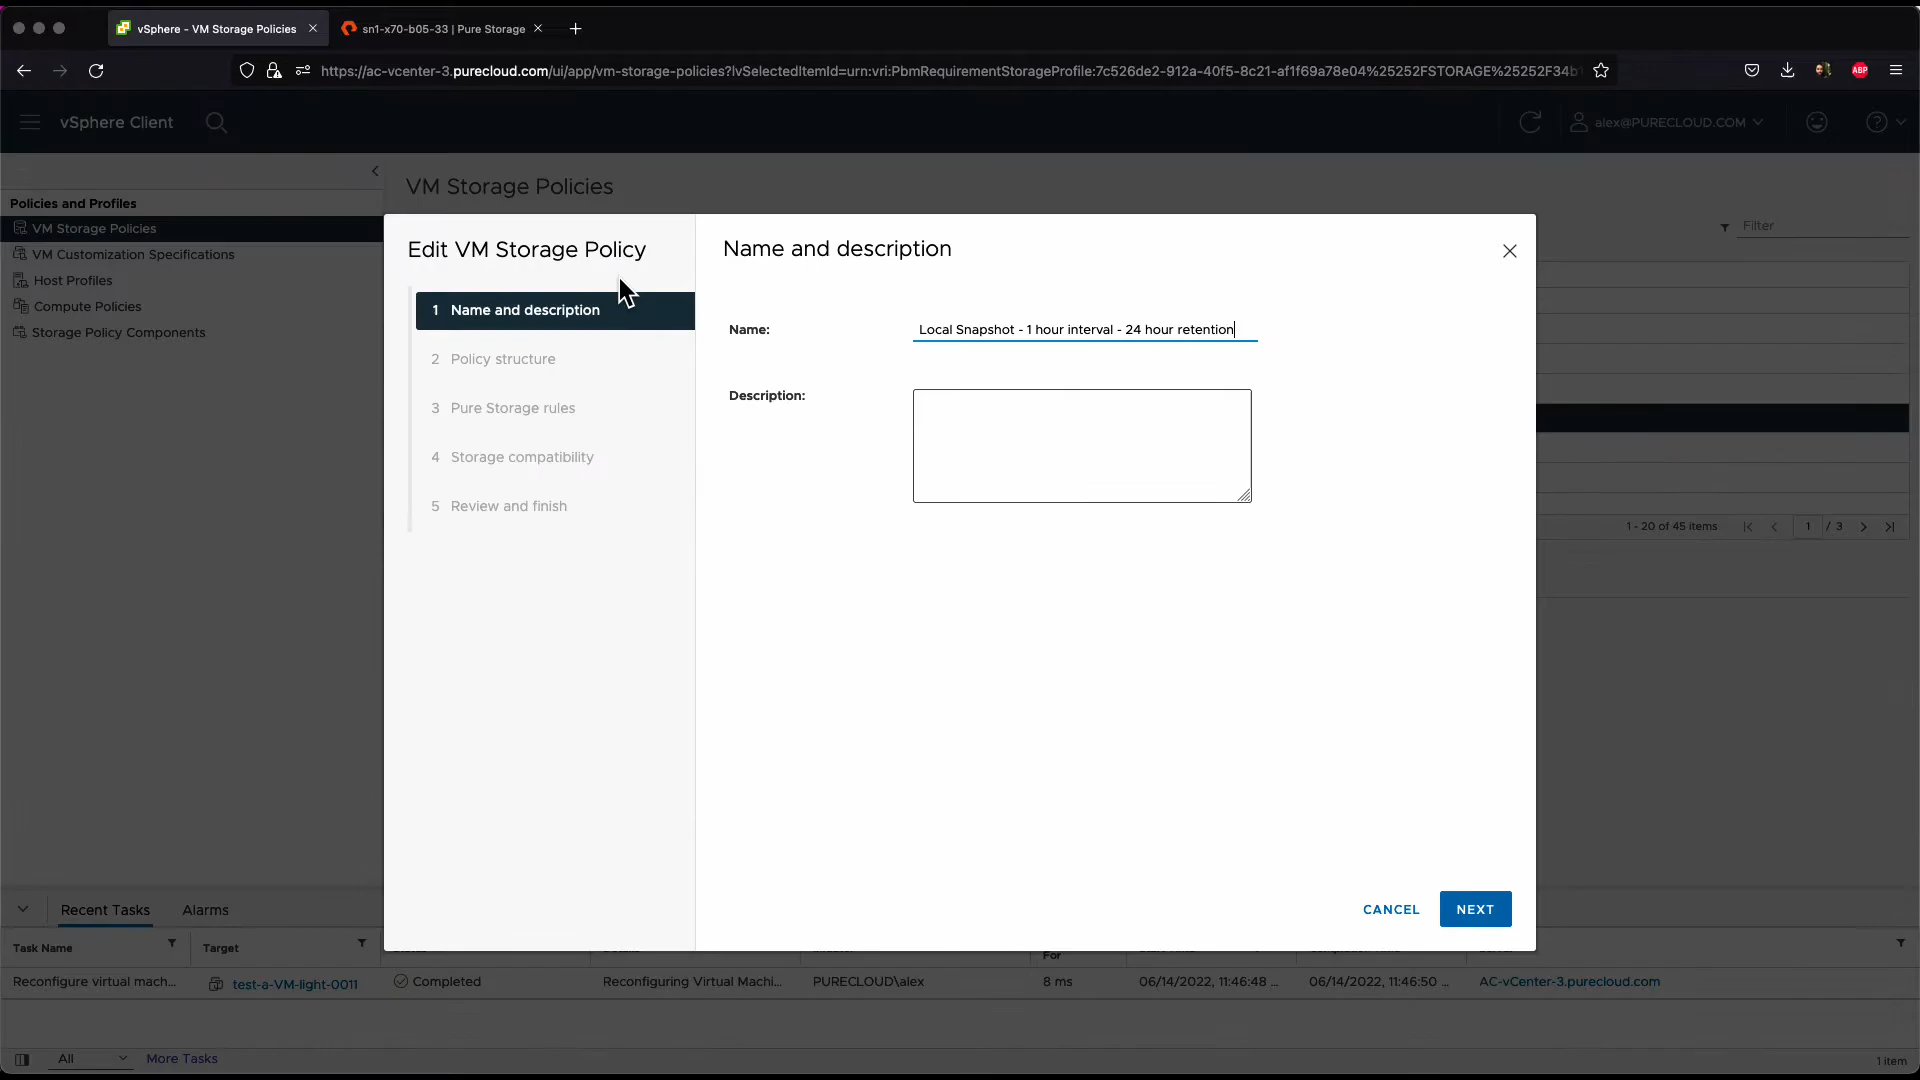 vSphere - VM Storage Policies
sn1-x70-b05-33 | Pure Storage
https://ac-vcenter-3.purecloud.com/ui/app/vm-storage-policies?lvSelectedItemId=urn:vri:PbmRequirementStorageProfile:7c526de2-912a-40f5-8c21-af1f69a78e04%25252FSTORAGE%25252F34b
ABP
vSphere Client
alex@PURECLOUD.COM
VM Storage Policies
Policies and Profiles
VM Storage Policies
VM Customization Specifications
Host Profiles
Compute Policies
Storage Policy Components
Filter
Edit VM Storage Policy
1 Name and description
2 Policy structure
3 Pure Storage rules
4 Storage compatibility
5 Review and finish
Name and description
Name:
Local Snapshot - 1 hour interval - 24 hour retention
Description:
CANCEL
NEXT
1 - 20 of 45 items
1 / 3
Recent Tasks
Alarms
Task Name
Target
For
Reconfigure virtual mach...
test-a-VM-light-0011
Completed
Reconfiguring Virtual Machi...
PURECLOUD\alex
8 ms
06/14/2022, 11:46:48 ...
06/14/2022, 11:46:50 ...
AC-vCenter-3.purecloud.com
All
More Tasks
1 item